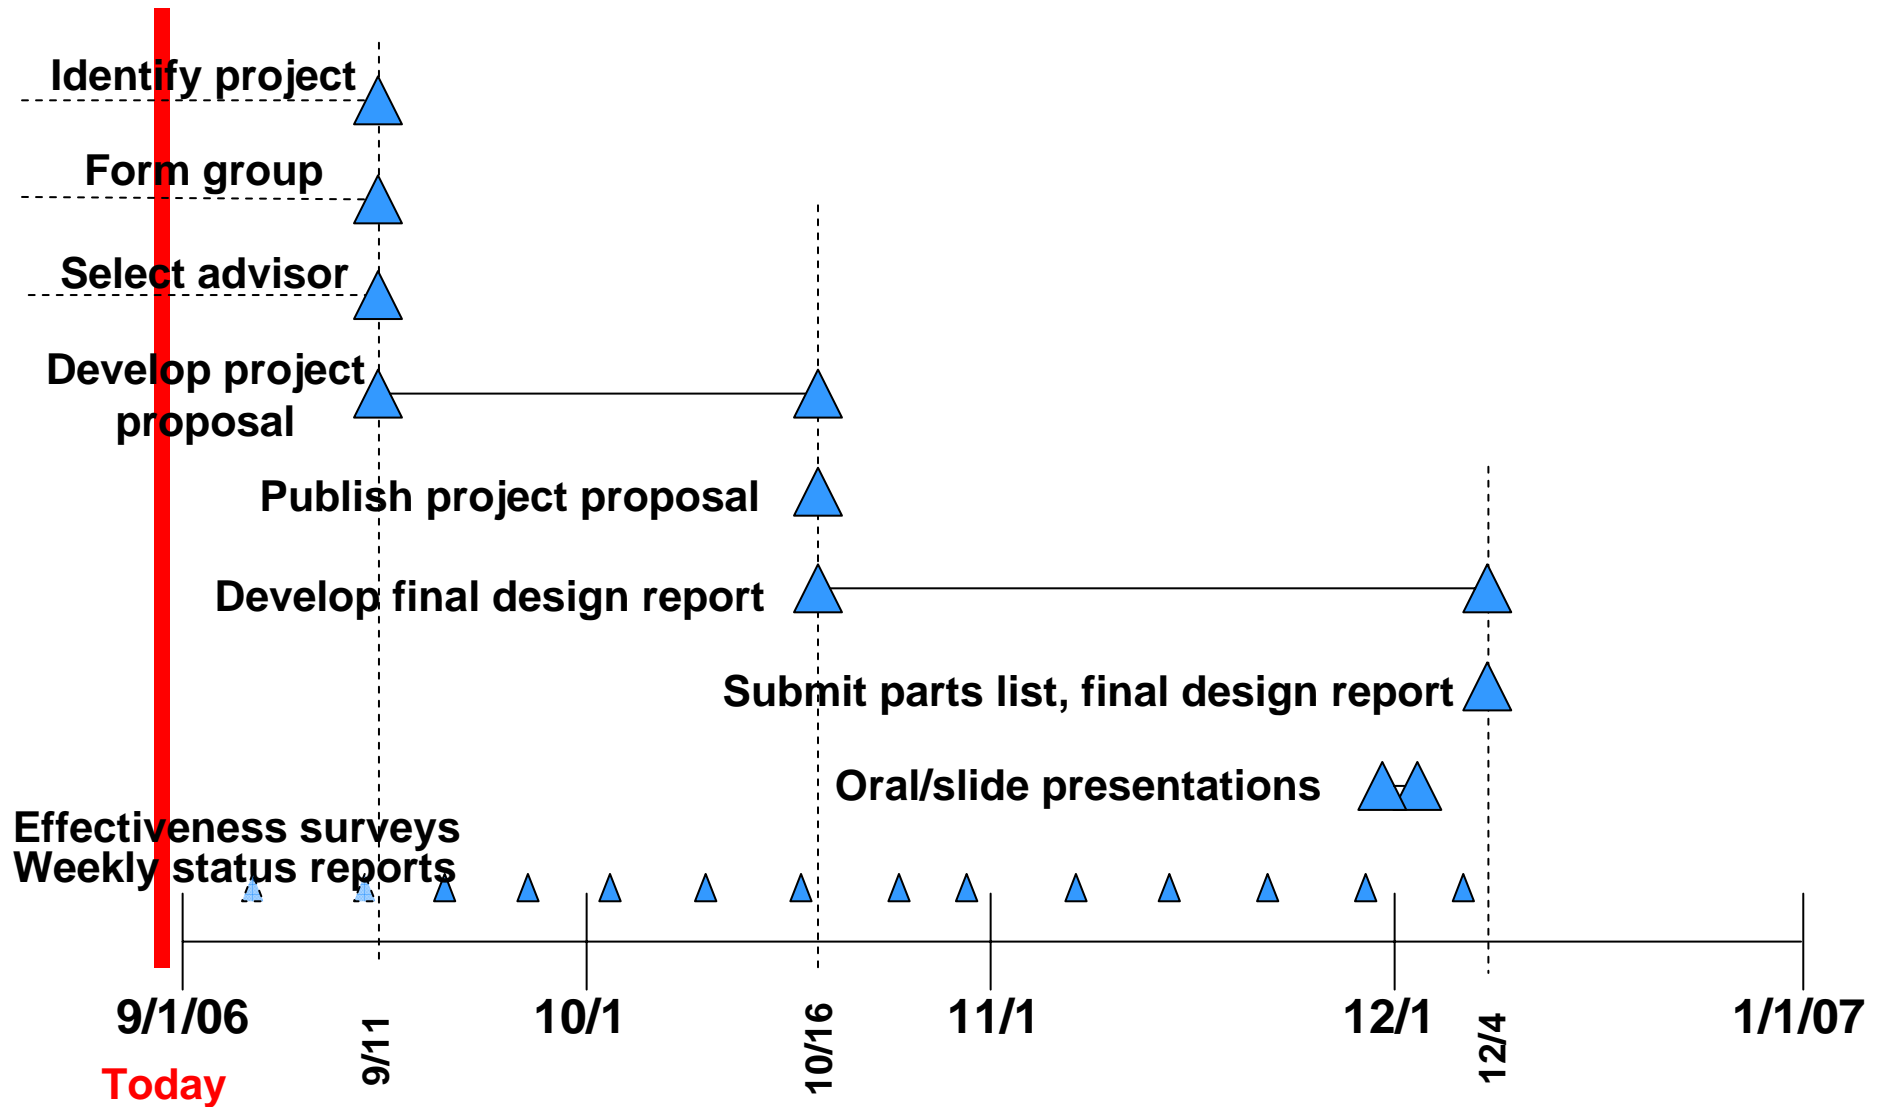 Identify project
Form group
Select advisor
Develop project
proposal
Publish project proposal
Develop final design report
Submit parts list, final design report
Oral/slide presentations
Effectiveness surveys
Weekly status reports
9/1/06
9/11
10/1
10/16
11/1
12/1
12/4
1/1/07
Today